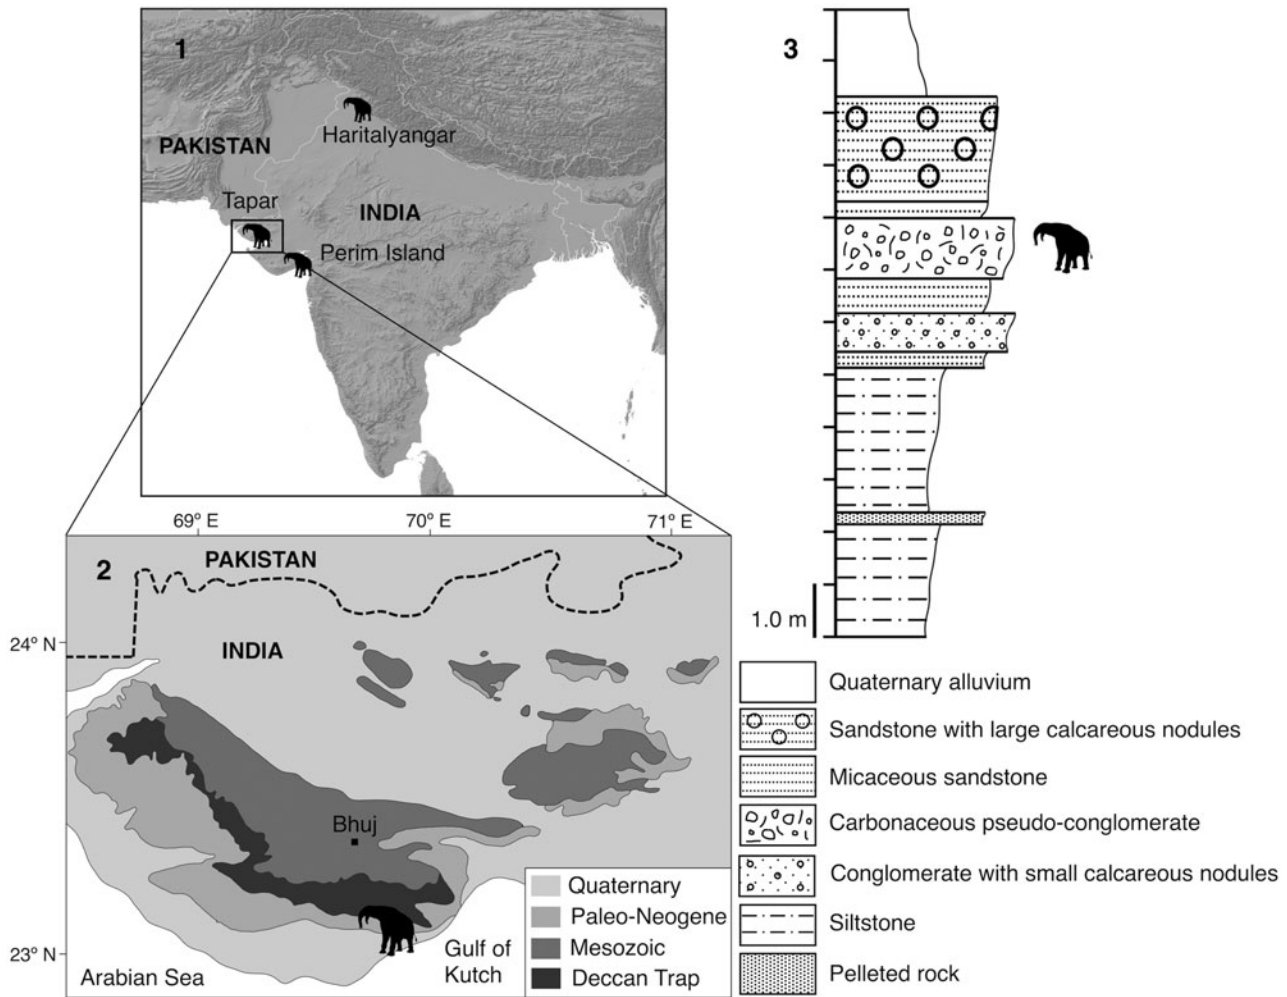 1
PAKISTAN
Haritalyangar
Tapar
INDIA
Perim Island
69° E
70° E
71° E
2
PAKISTAN
24° N
INDIA
Bhuj
23° N
Arabian Sea
Gulf of
Kutch
Quaternary
Paleo-Neogene
Mesozoic
Deccan Trap
3
1.0 m
Quaternary alluvium
Sandstone with large calcareous nodules
Micaceous sandstone
Carbonaceous pseudo-conglomerate
Conglomerate with small calcareous nodules
Siltstone
Pelleted rock